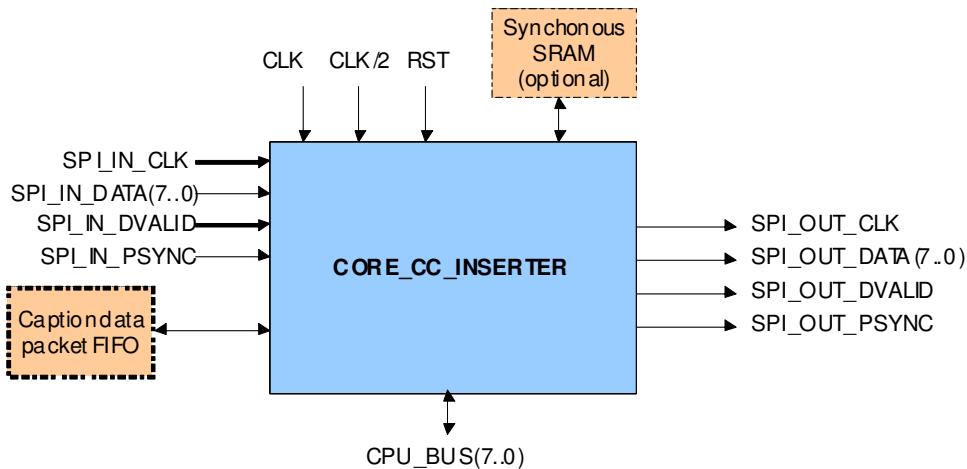 Synchonous
SRAM
(optional)
CLK CLK/2 RST
SPI_IN_CLK
SPI_IN_DATA(7..0)
SPI_IN_DVALID
SPI_IN_PSYNC
CORE_CC_INSERTER
SPI_OUT_CLK
SPI_OUT_DATA(7..0)
SPI_OUT_DVALID
SPI_OUT_PSYNC
Caption data
packet FIFO
CPU_BUS(7..0)